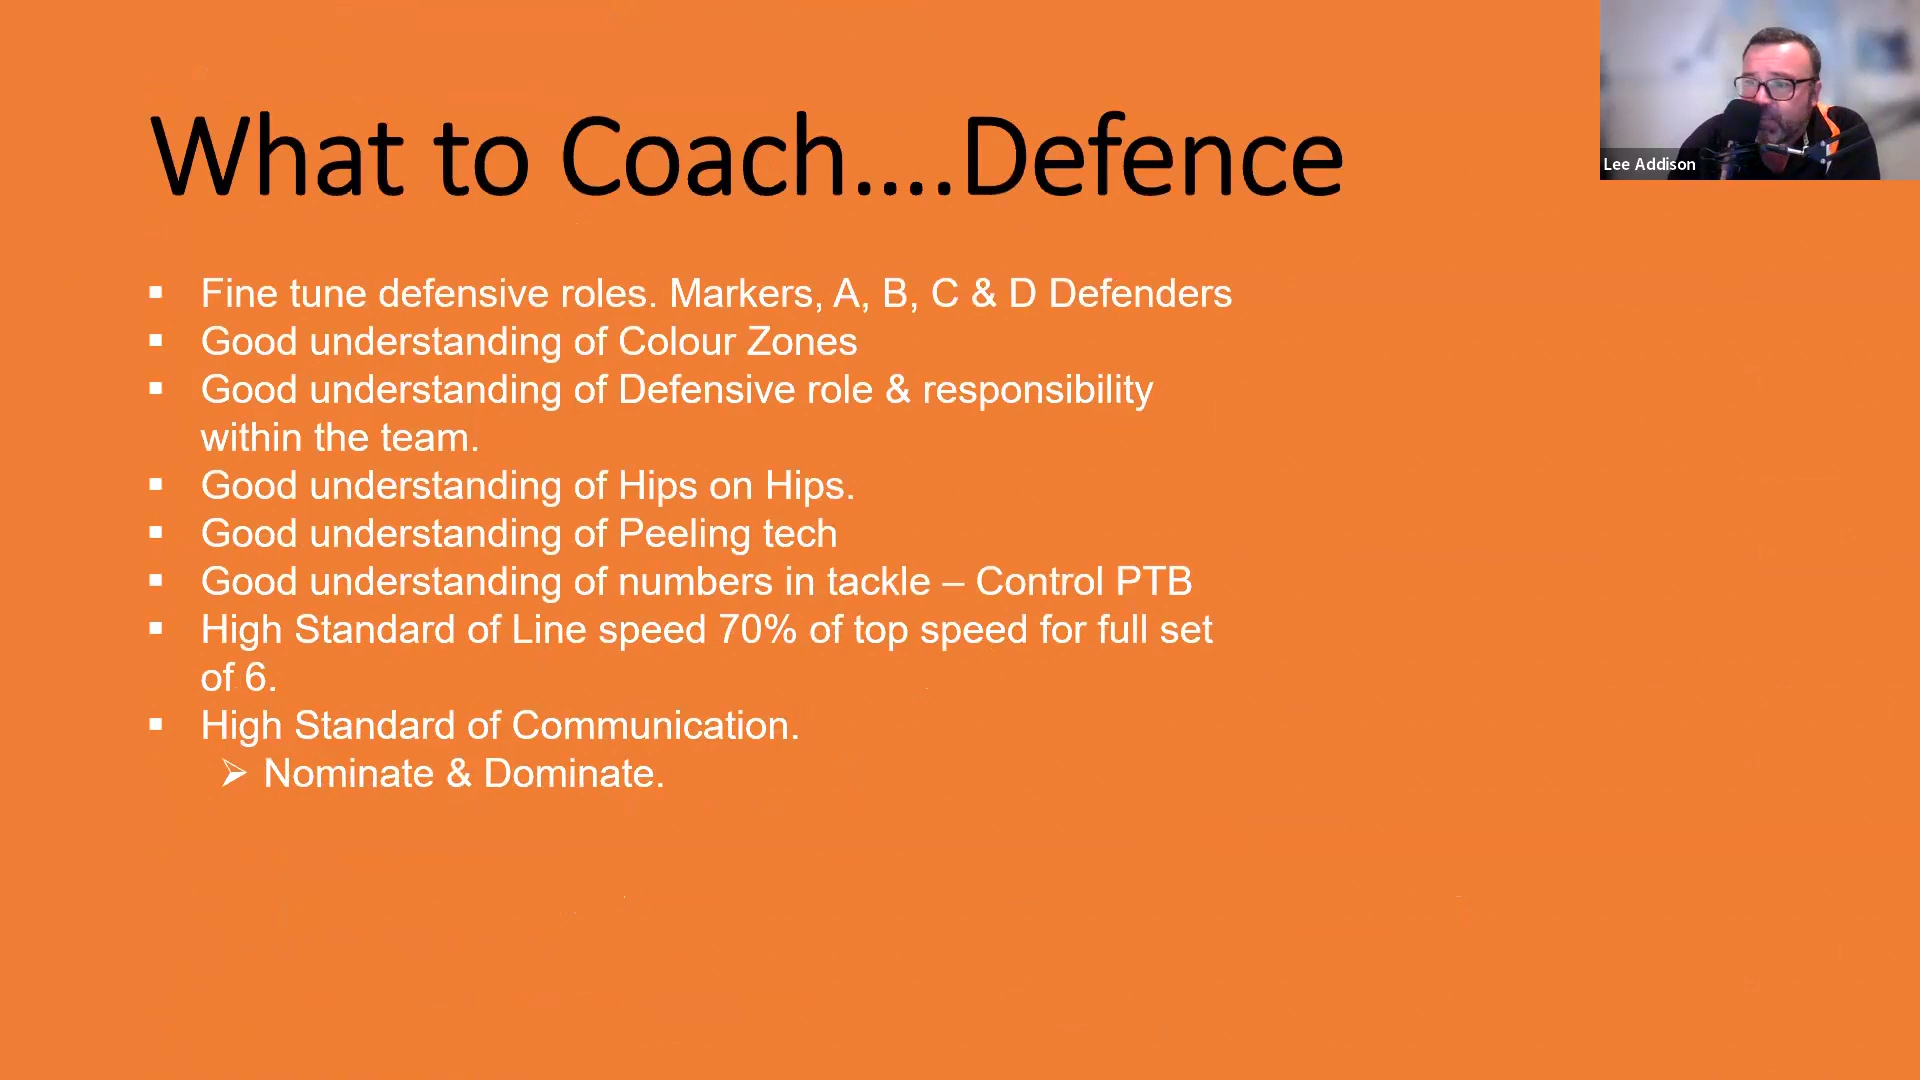 What to Coach....Defence
Lee Addison
▪ Fine tune defensive roles. Markers, A, B, C & D Defenders
▪ Good understanding of Colour Zones
▪ Good understanding of Defensive role & responsibility
within the team.
▪ Good understanding of Hips on Hips.
▪ Good understanding of Peeling tech
▪ Good understanding of numbers in tackle – Control PTB
▪ High Standard of Line speed 70% of top speed for full set
of 6.
▪ High Standard of Communication.
➢ Nominate & Dominate.